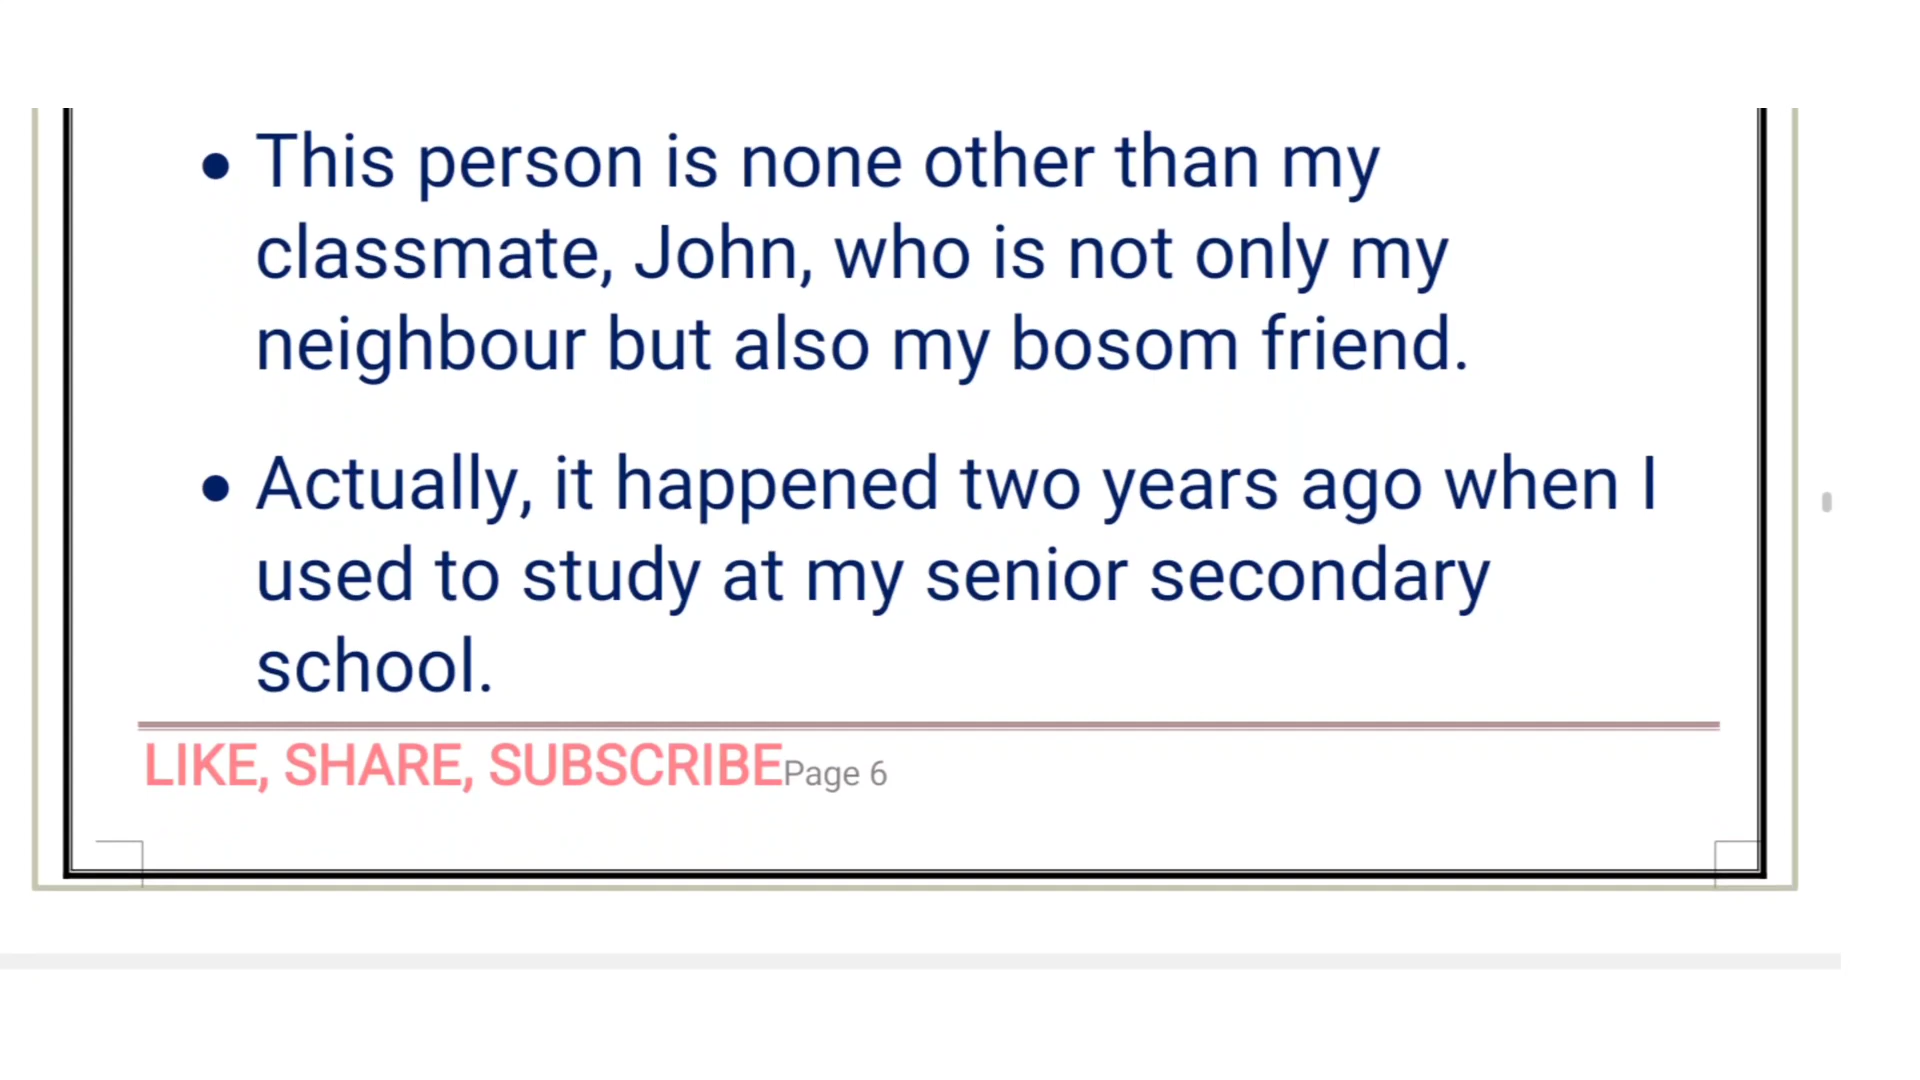 • This person is none other than my
classmate, John, who is not only my
neighbour but also my bosom friend.
• Actually, it happened two years ago when I
used to study at my senior secondary
school.
LIKE, SHARE, SUBSCRIBEPage 6